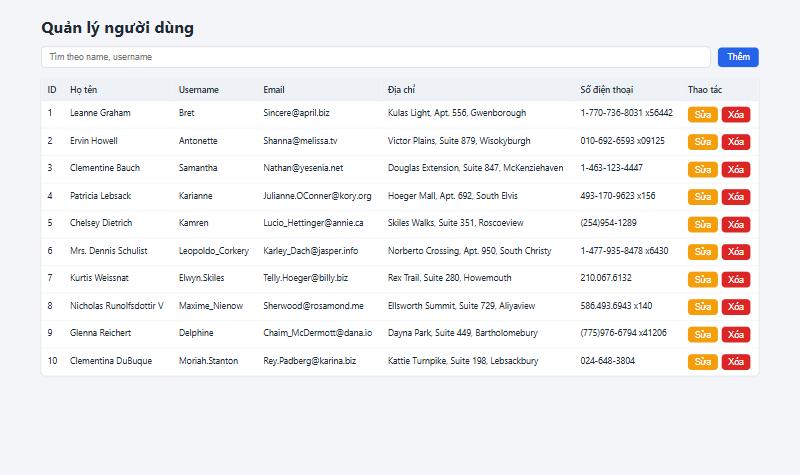 Quản lý người dùng
Tìm theo name, username Thêm
ID Họ tên Username Email Địa chỉ Số điện thoại Thao tác
1 Leanne Graham Bret Sincere@april.biz Kulas Light, Apt. 556, Gwenborough 1-770-736-8031 x56442 Sửa Xóa
2 Ervin Howell Antonette Shanna@melissa.tv Victor Plains, Suite 879, Wisokyburgh 010-692-6593 x09125 Sửa Xóa
3 Clementine Bauch Samantha Nathan@yesenia.net Douglas Extension, Suite 847, McKenziehaven 1-463-123-4447 Sửa Xóa
4 Patricia Lebsack Karianne Julianne.OConner@kory.org Hoeger Mall, Apt. 692, South Elvis 493-170-9623 x156 Sửa Xóa
5 Chelsey Dietrich Kamren Lucio_Hettinger@annie.ca Skiles Walks, Suite 351, Roscoeview (254)954-1289 Sửa Xóa
6 Mrs. Dennis Schulist Leopoldo_Corkery Karley_Dach@jasper.info Norberto Crossing, Apt. 950, South Christy 1-477-935-8478 x6430 Sửa Xóa
7 Kurtis Weissnat Elwyn.Skiles Telly.Hoeger@billy.biz Rex Trail, Suite 280, Howemouth 210.067.6132 Sửa Xóa
8 Nicholas Runolfsdottir V Maxime_Nienow Sherwood@rosamond.me Ellsworth Summit, Suite 729, Aliyaview 586.493.6943 x140 Sửa Xóa
9 Glenna Reichert Delphine Chaim_McDermott@dana.io Dayna Park, Suite 449, Bartholomebury (775)976-6794 x41206 Sửa Xóa
10 Clementina DuBuque Moriah.Stanton Rey.Padberg@karina.biz Kattie Turnpike, Suite 198, Lebsackbury 024-648-3804 Sửa Xóa